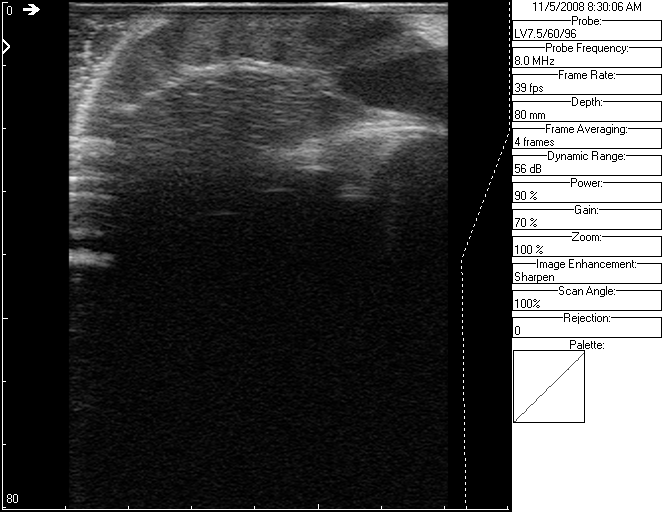 0
80
11/5/2008 8:30:06 AM
Probe:
LV7.5/60/96
Probe Frequency:
8.0 MHz
Frame Rate:
39 fps
Depth:
80 mm
Frame Averaging:
4 frames
Dynamic Range:
56 dB
Power:
90 %
Gain:
70 %
Zoom:
100 %
Image Enhancement:
Sharpen
Scan Angle:
100%
Rejection:
0
Palette: